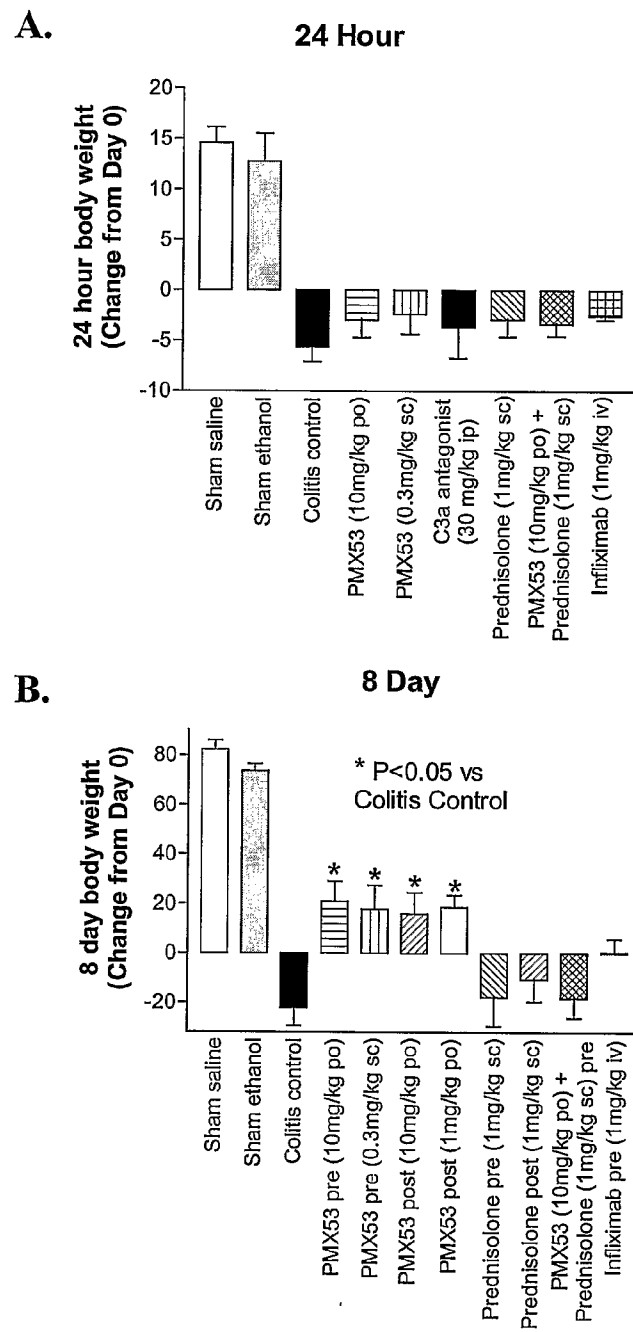 A.
24 Hour
24 hour body weight
(Change from Day 0)
20
15
10
5
0
-5
-10
Sham saline
Sham ethanol
Colitis control
PMX53 (10mg/kg po)
PMX53 (0.3mg/kg sc)
C3a antagonist
(30 mg/kg ip)
Prednisolone (1mg/kg sc)
PMX53 (10mg/kg po) +
Prednisolone (1mg/kg sc)
Infliximab (1mg/kg iv)
B.
8 Day
8 day body weight
(Change from Day 0)
80
60
40
20
0
-20
* P<0.05 vs
Colitis Control
* * * *
Sham saline
Sham ethanol
Colitis control
PMX53 pre (10mg/kg po)
PMX53 pre (0.3mg/kg sc)
PMX53 post (10mg/kg po)
PMX53 post (1mg/kg po)
Prednisolone pre (1mg/kg sc)
Prednisolone post (1mg/kg sc)
PMX53 (10mg/kg po) +
Prednisolone (1mg/kg sc) pre
Infliximab pre (1mg/kg iv)